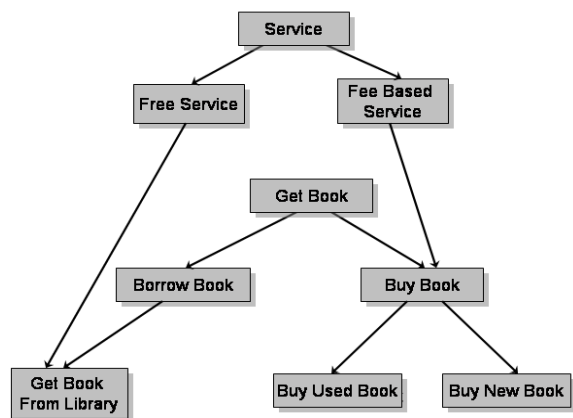 Service
Free Service
Fee Based
Service
Get Book
Borrow Book
Buy Book
Get Book
From Library
Buy Used Book
Buy New Book